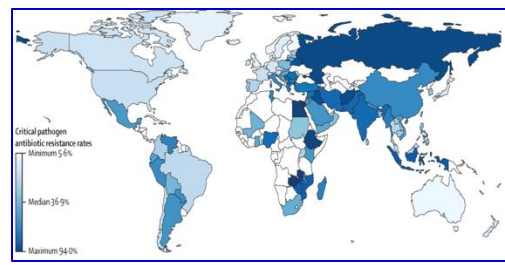 Critical pathogen
antibiotic resistance rates
Minimum 5·6%
Median 36·9%
Maximum 94·0%